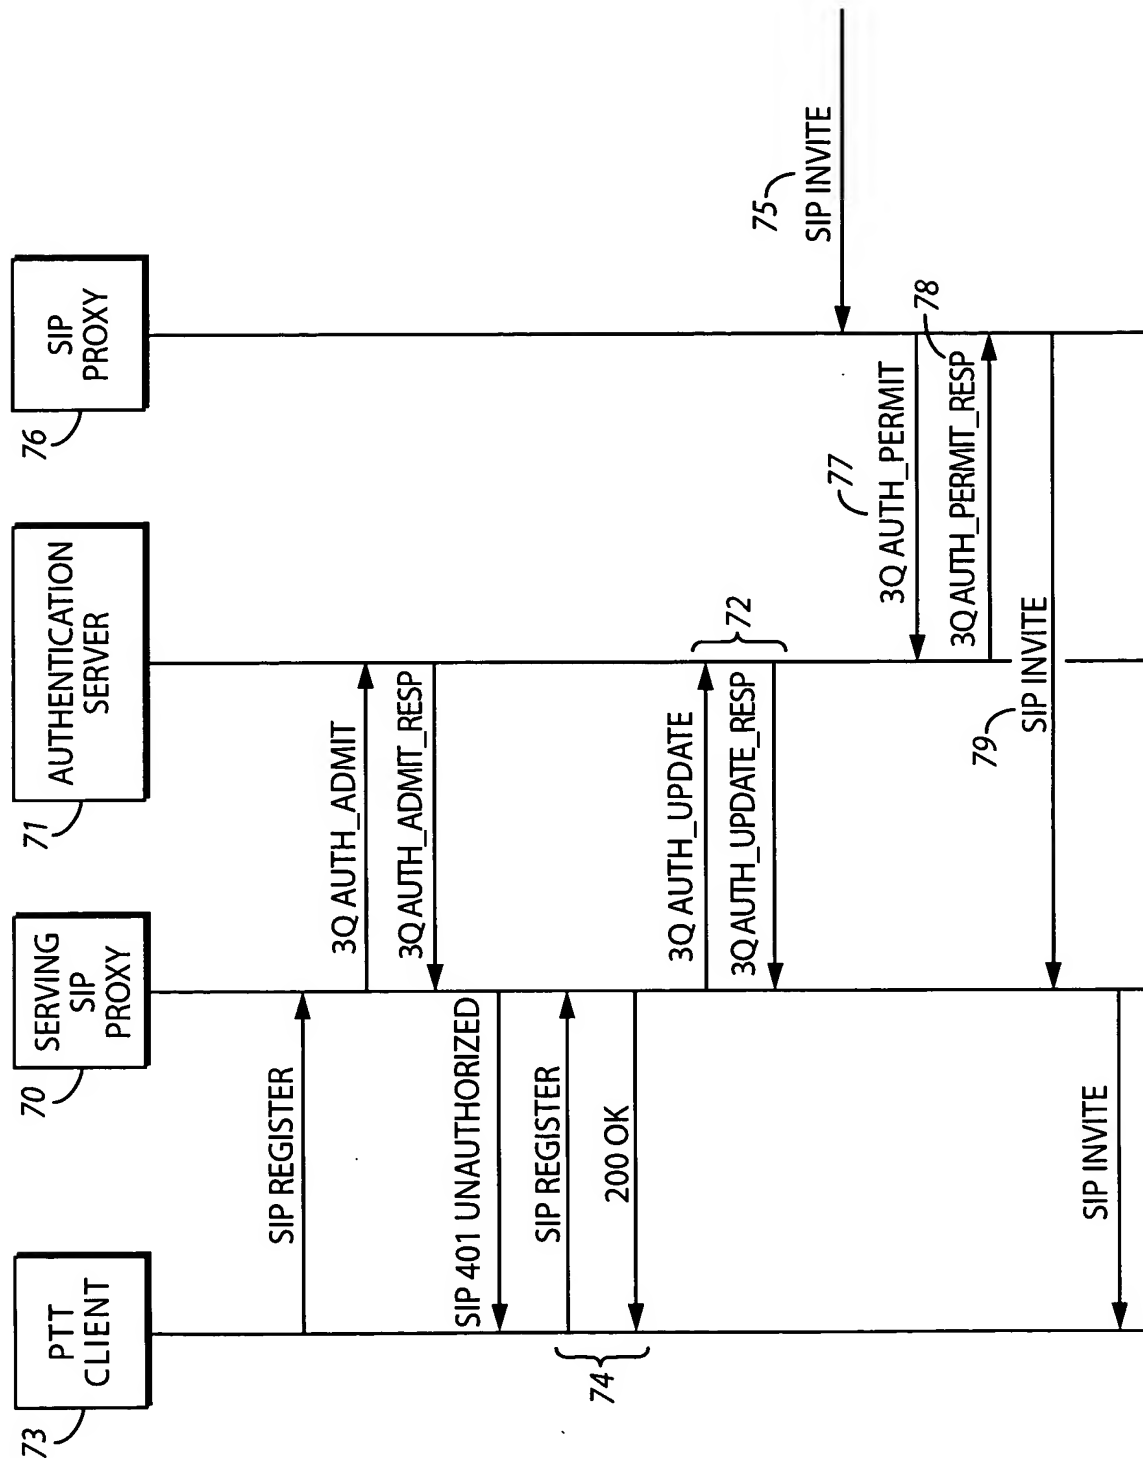 PTT
CLIENT
73
SERVING
SIP
PROXY
70
AUTHENTICATION
SERVER
71
SIP
PROXY
76
SIP REGISTER
3Q AUTH_ADMIT
3Q AUTH_ADMIT_RESP
SIP 401 UNAUTHORIZED
SIP REGISTER
200 OK
74
3Q AUTH_UPDATE
3Q AUTH_UPDATE_RESP
72
75
SIP INVITE
77
3Q AUTH_PERMIT
78
3Q AUTH_PERMIT_RESP
79
SIP INVITE
SIP INVITE